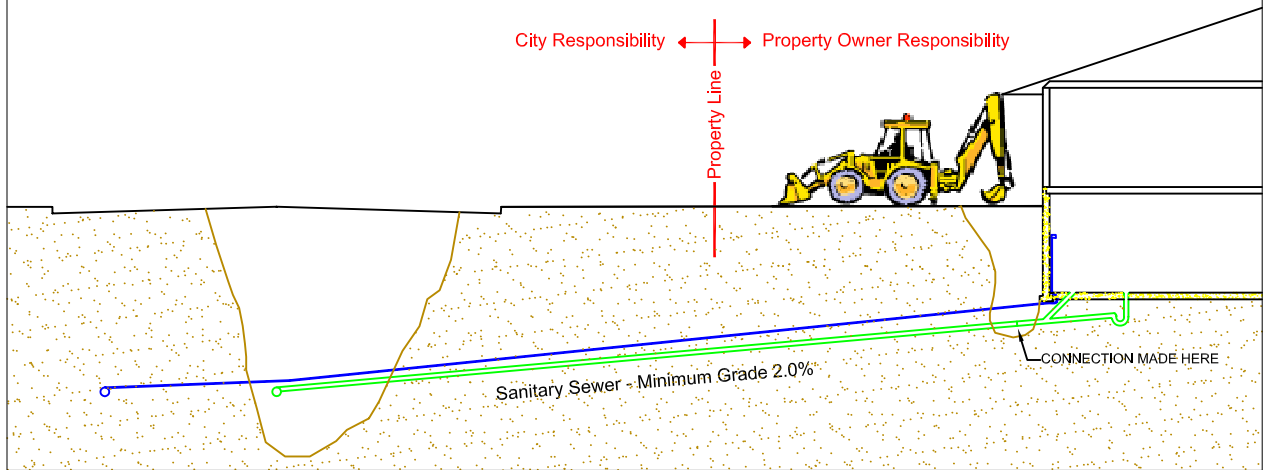 City Responsibility
Property Owner Responsibility
Property Line
CONNECTION MADE HERE
Sanitary Sewer - Minimum Grade 2.0%